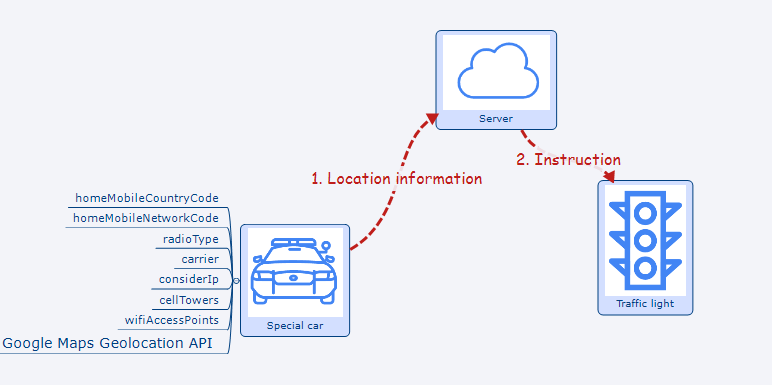 Server
2. Instruction
1. Location information
homeMobileCountryCode
homeMobileNetworkCode
radioType
carrier
considerIp
cellTowers
wifiAccessPoints
Google Maps Geolocation API
Special car
Traffic light